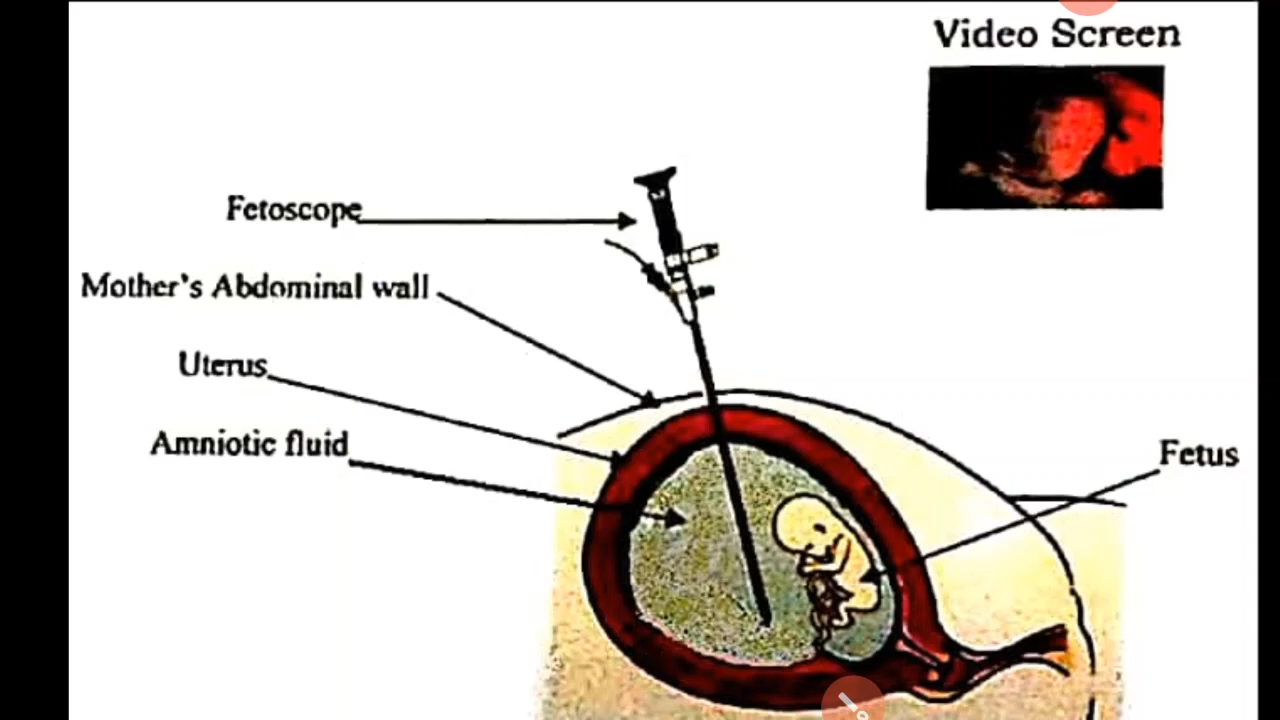 Video Screen
Fetoscope
Mother's Abdominal wall
Uterus
Amniotic fluid
Fetus